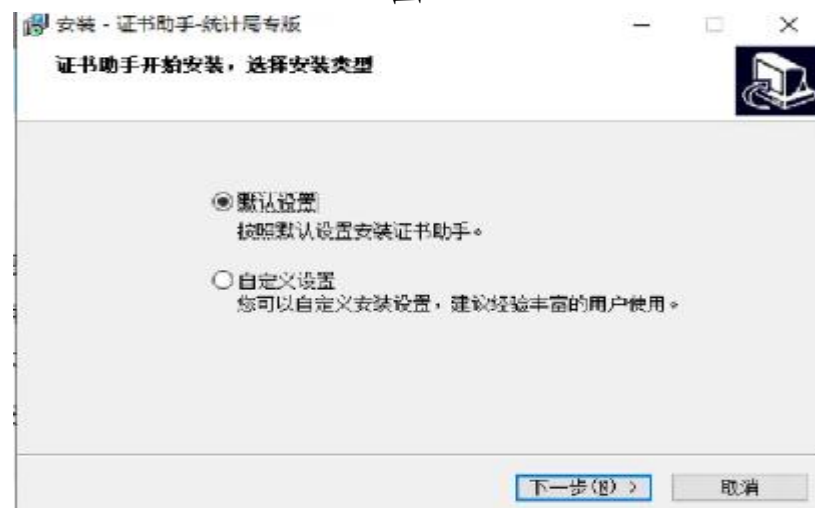 安装 - 证书助手-统计局专版
证书助手开始安装，选择安装类型
默认设置
按照默认设置安装证书助手。
自定义设置
您可以自定义安装设置，建议经验丰富的用户使用。
下一步(N) >
取消